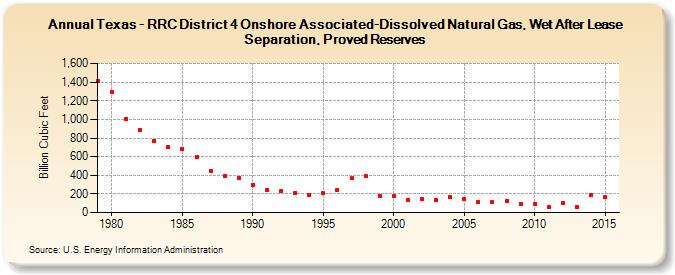 Annual Texas - RRC District 4 Onshore Associated-Dissolved Natural Gas, Wet After Lease
Separation, Proved Reserves
Billion Cubic Feet
1,600
1,400
1,200
1,000
800
600
400
200
0
1980 1985 1990 1995 2000 2005 2010 2015
Source: U.S. Energy Information Administration